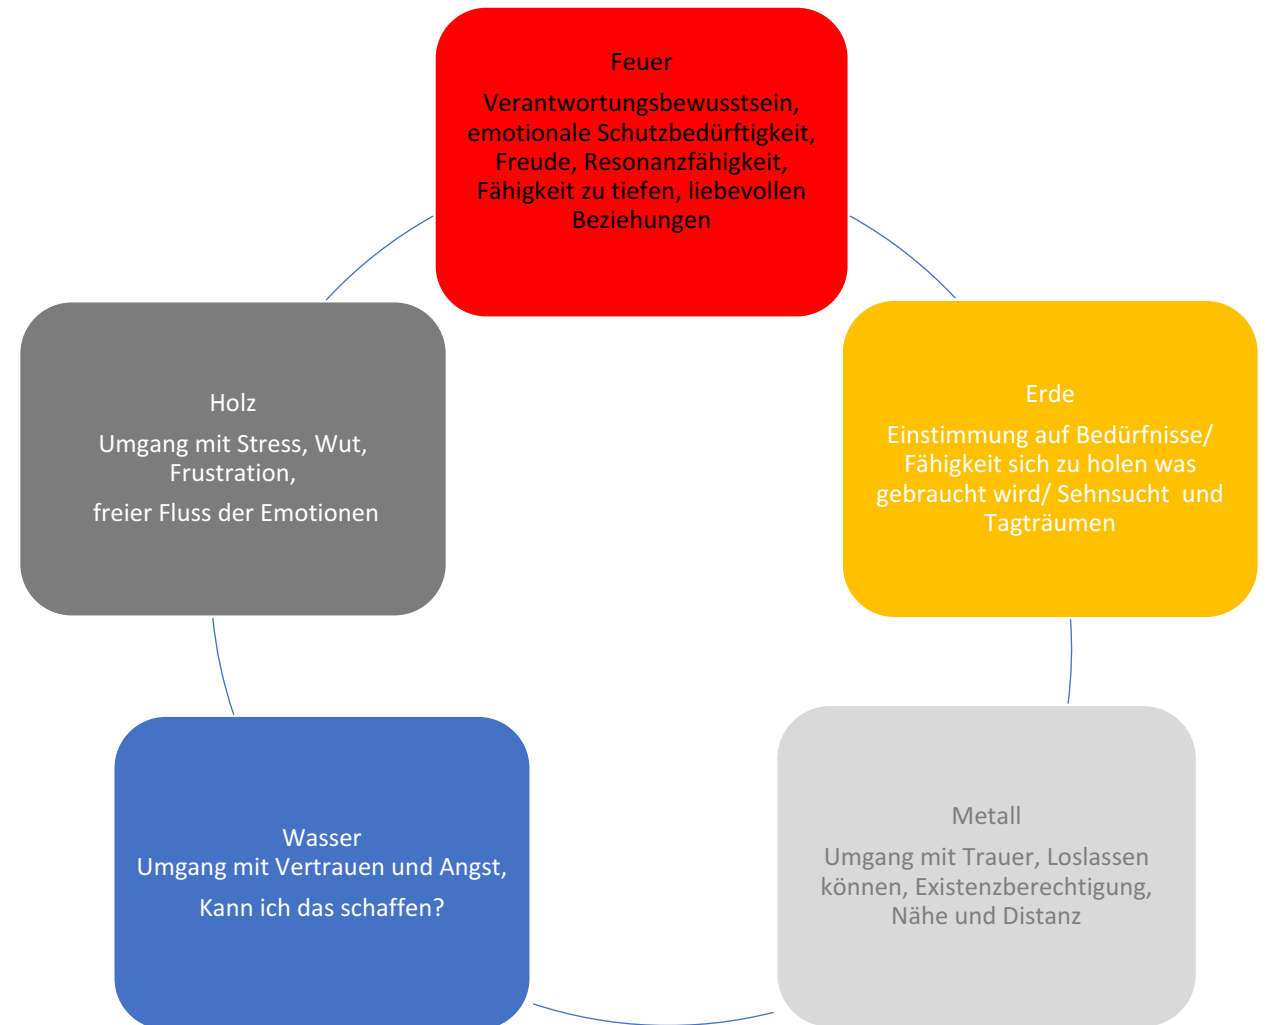 Feuer
Verantwortungsbewusstsein,
emotionale Schutzbedürftigkeit,
Freude, Resonanzfähigkeit,
Fähigkeit zu tiefen, liebevollen
Beziehungen
Erde
Einstimmung auf Bedürfnisse/
Fähigkeit sich zu holen was
gebraucht wird/ Sehnsucht  und
Tagträumen
Metall
Umgang mit Trauer, Loslassen
können, Existenzberechtigung,
Nähe und Distanz
Wasser
Umgang mit Vertrauen und Angst,
Kann ich das schaffen?
Holz
Umgang mit Stress, Wut,
Frustration,
freier Fluss der Emotionen